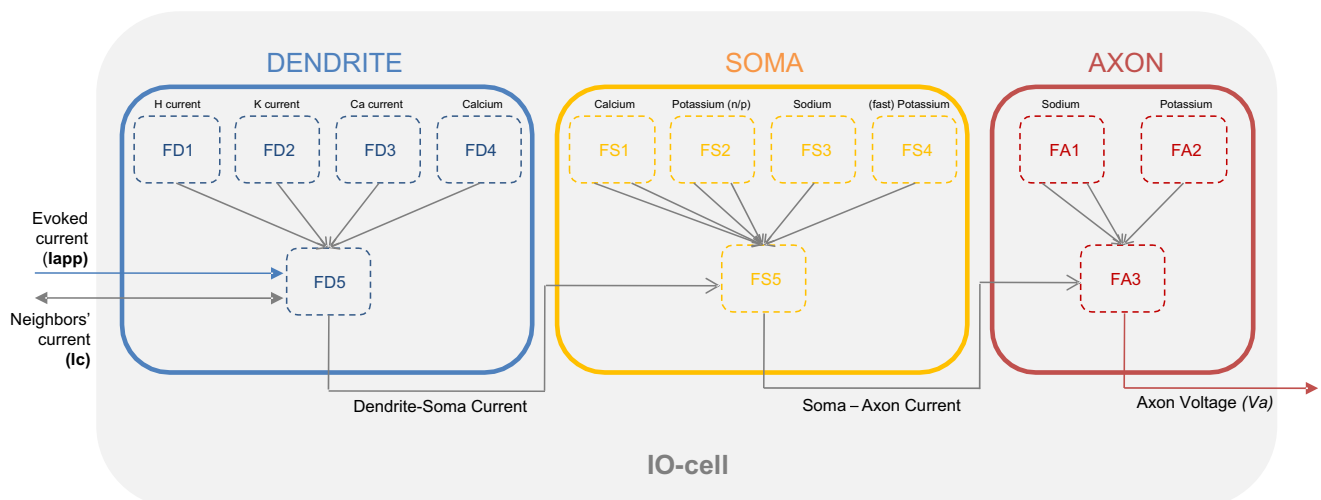 DENDRITE
SOMA
AXON
H current
K current
Ca current
Calcium
Calcium
Potassium (n/p)
Sodium
(fast) Potassium
Sodium
Potassium
FD1
FD2
FD3
FD4
FS1
FS2
FS3
FS4
FA1
FA2
Evoked
current
(Iapp)
FD5
FS5
FA3
Neighbors’
current
(Ic)
Dendrite-Soma Current
Soma – Axon Current
Axon Voltage (Va)
IO-cell